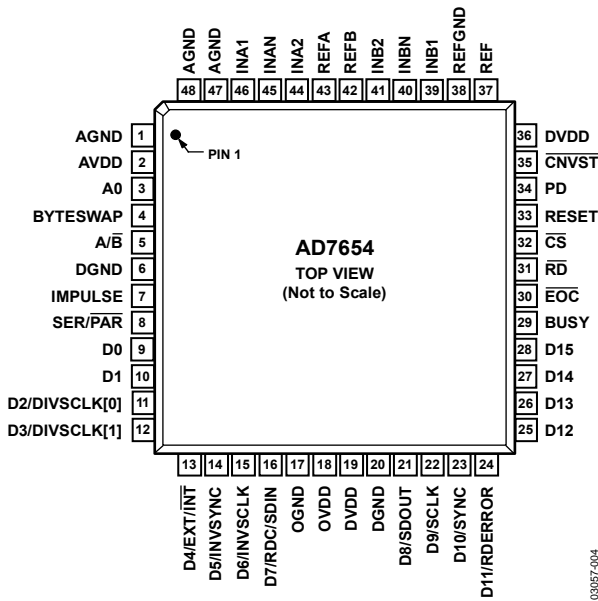 AGND
AGND
INA1
INAN
INA2
REFA
REFB
INB2
INBN
INB1
REFGND
REF
48 47 46 45 44 43 42 41 40 39 38 37
AGND 1
AVDD 2
A0 3
BYTESWAP 4
A/B̅ 5
DGND 6
IMPULSE 7
SER/P̅A̅R̅ 8
D0 9
D1 10
D2/DIVSCLK[0] 11
D3/DIVSCLK[1] 12
PIN 1
AD7654
TOP VIEW
(Not to Scale)
36 DVDD
35 C̅N̅V̅S̅T̅
34 PD
33 RESET
32 C̅S̅
31 R̅D̅
30 E̅O̅C̅
29 BUSY
28 D15
27 D14
26 D13
25 D12
13 14 15 16 17 18 19 20 21 22 23 24
D4/EXT/I̅N̅T̅
D5/INVSYNC
D6/INVSCLK
D7/RDC/SDIN
OGND
OVDD
DVDD
DGND
D8/SDOUT
D9/SCLK
D10/SYNC
D11/RDERROR
03057-004